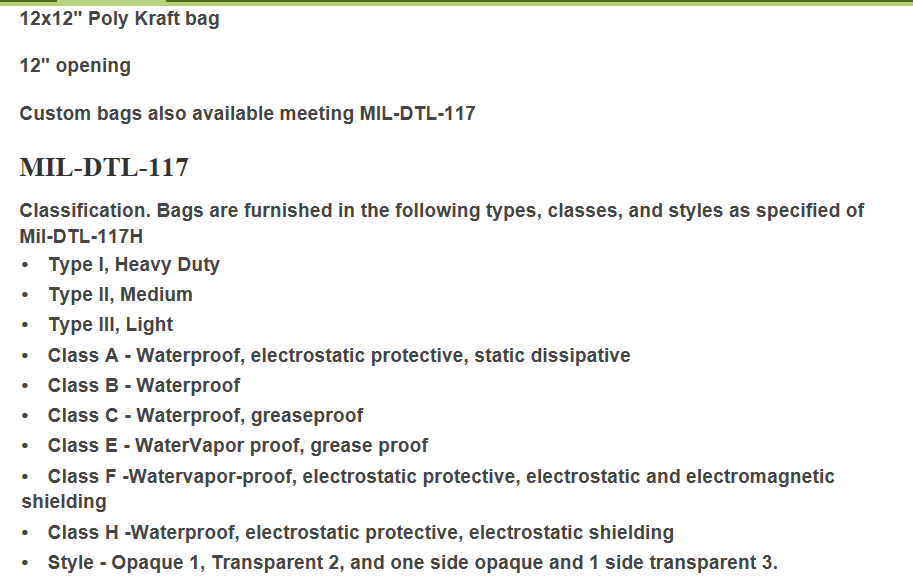 12x12" Poly Kraft bag
12" opening
Custom bags also available meeting MIL-DTL-117
MIL-DTL-117
Classification. Bags are furnished in the following types, classes, and styles as specified of
Mil-DTL-117H
• Type I, Heavy Duty
• Type II, Medium
• Type III, Light
• Class A - Waterproof, electrostatic protective, static dissipative
• Class B - Waterproof
• Class C - Waterproof, greaseproof
• Class E - WaterVapor proof, grease proof
• Class F -Watervapor-proof, electrostatic protective, electrostatic and electromagnetic
shielding
• Class H -Waterproof, electrostatic protective, electrostatic shielding
• Style - Opaque 1, Transparent 2, and one side opaque and 1 side transparent 3.